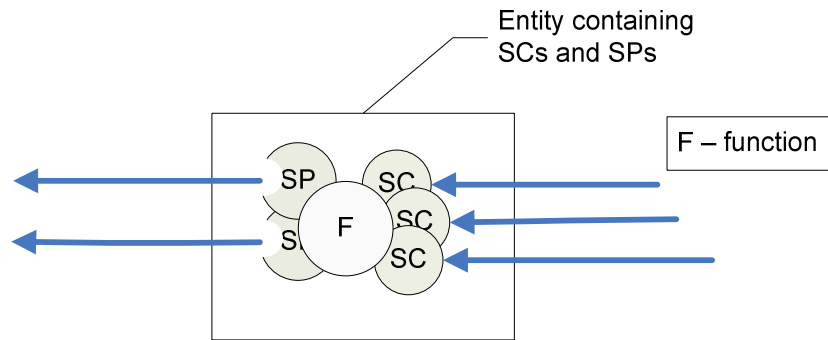 Entity containing
SCs and SPs
F – function
SP
SC
SC
F
SC